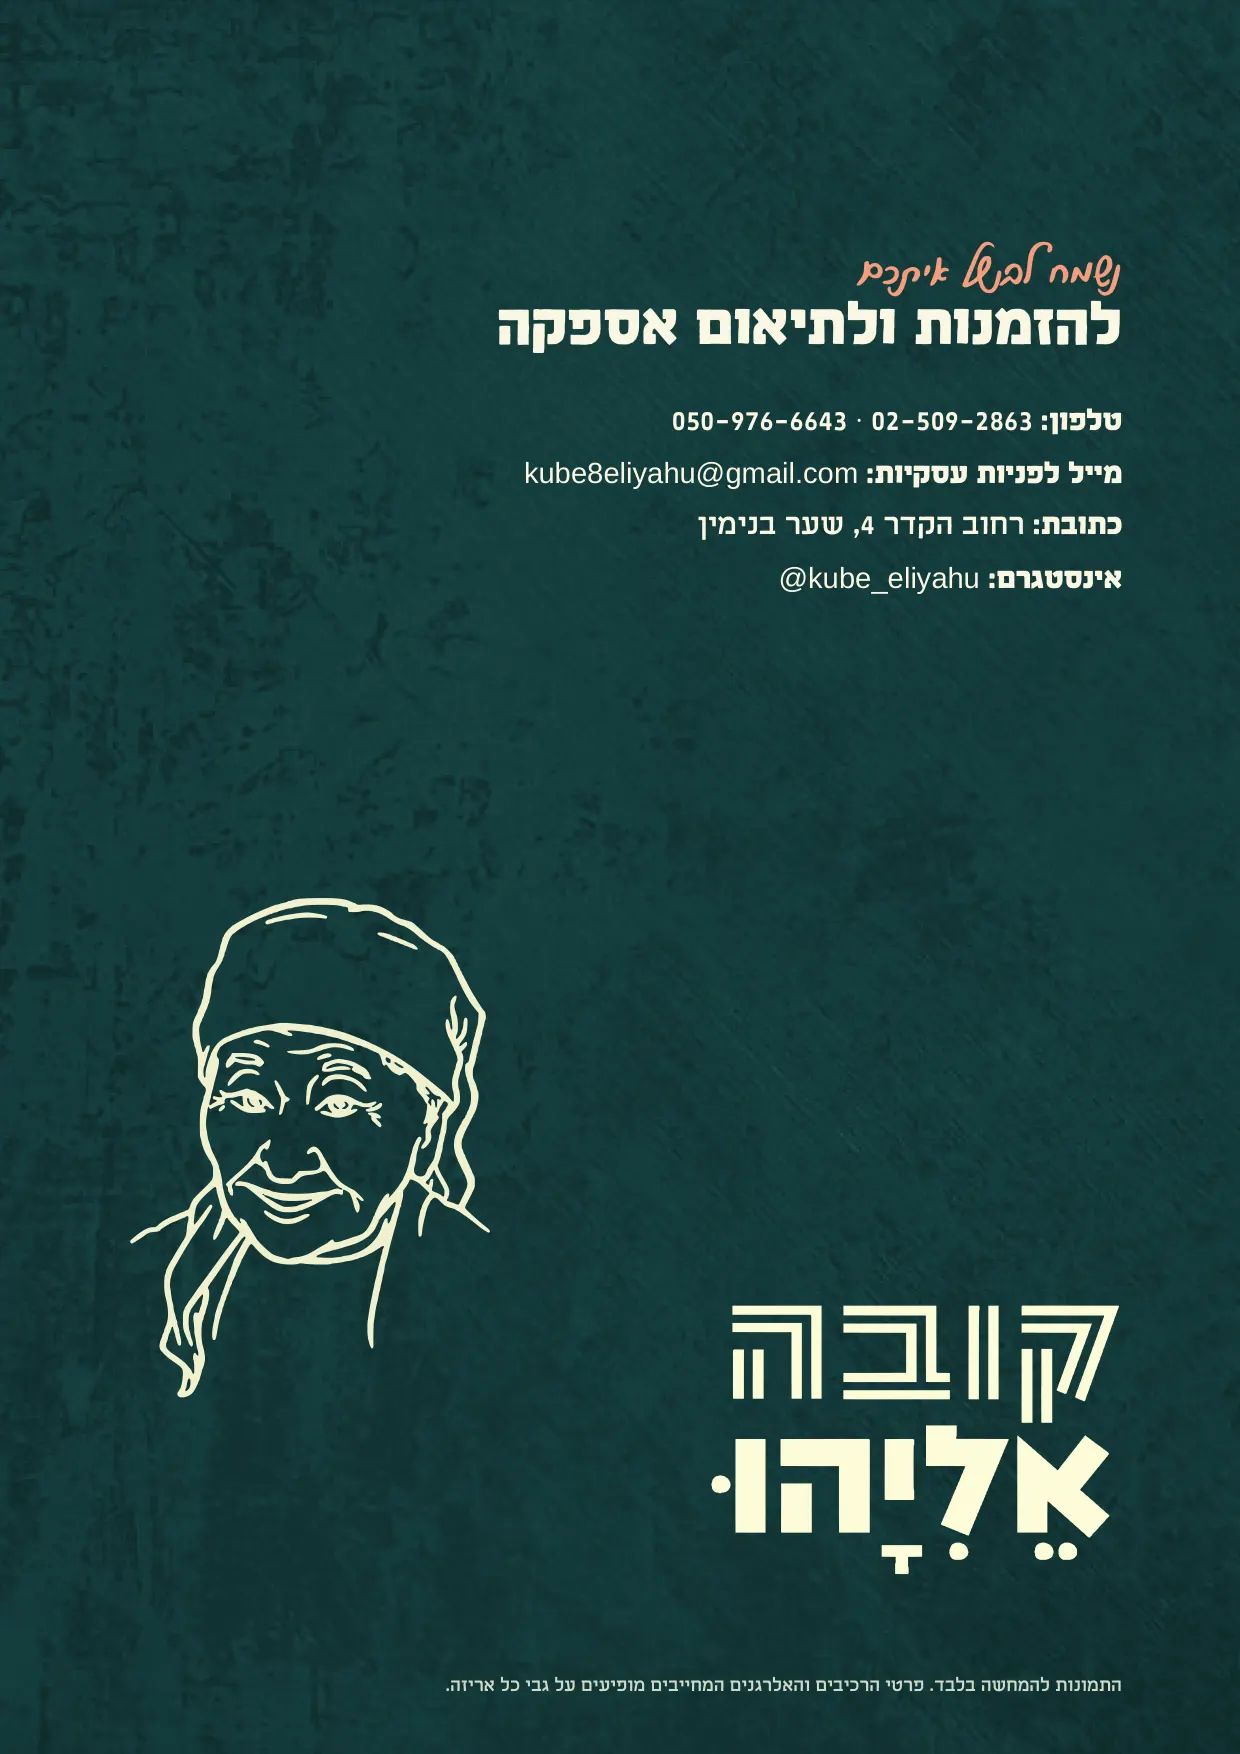 נשמח לבשל איתכם
להזמנות ולתיאום אספקה
טלפון: 02-509-2863 · 050-976-6643
מייל לפניות עסקיות: kube8eliyahu@gmail.com
כתובת: רחוב הקדר 4, שער בנימין
אינסטגרם: @kube_eliyahu
קובה
אֵלִיָהוּ
התמונות להמחשה בלבד. פרטי הרכיבים והאלרגנים המחייבים מופיעים על גבי כל אריזה.